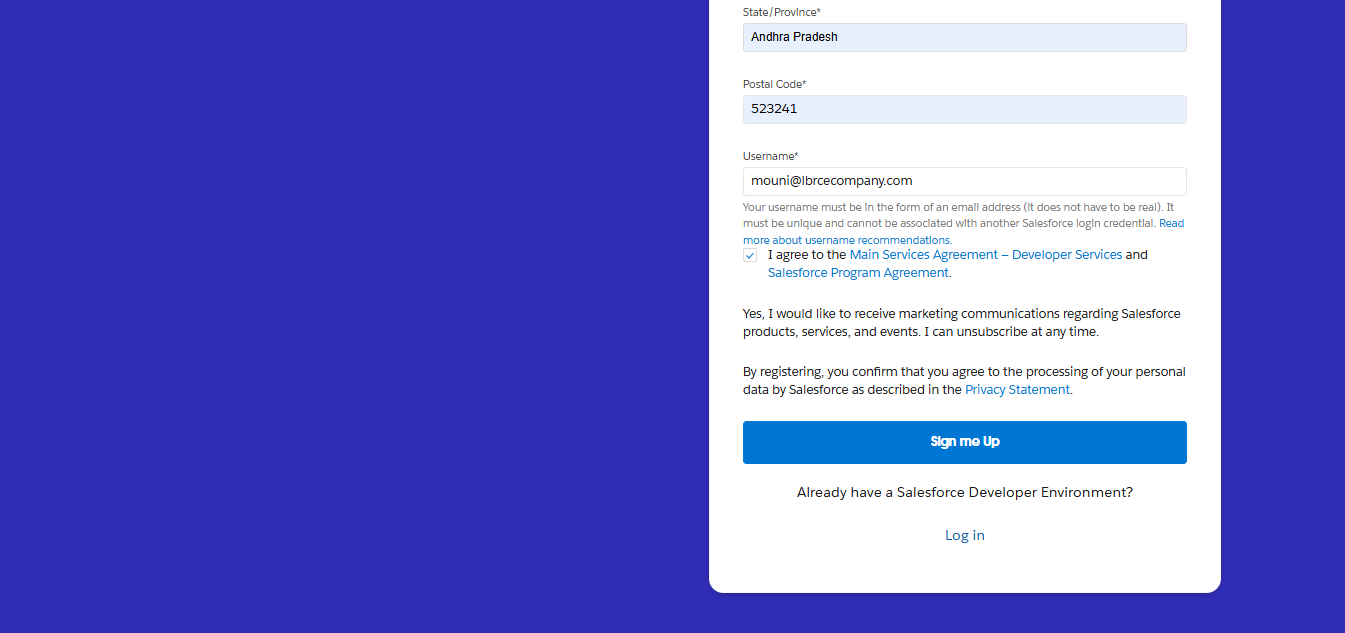 State/Province*
Andhra Pradesh
Postal Code*
523241
Username*
mouni@lbrcecompany.com
Your username must be in the form of an email address (it does not have to be real). It
must be unique and cannot be associated with another Salesforce login credential. Read
more about username recommendations.
I agree to the Main Services Agreement – Developer Services and
Salesforce Program Agreement.
Yes, I would like to receive marketing communications regarding Salesforce
products, services, and events. I can unsubscribe at any time.
By registering, you confirm that you agree to the processing of your personal
data by Salesforce as described in the Privacy Statement.
Sign me Up
Already have a Salesforce Developer Environment?
Log in